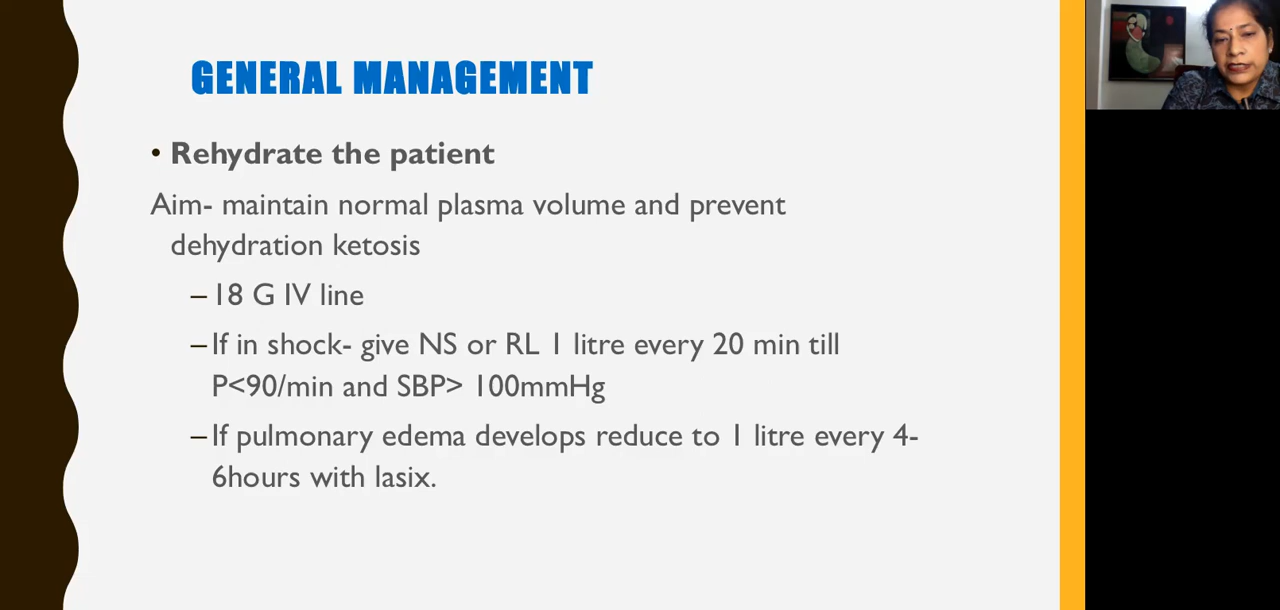 GENERAL MANAGEMENT
• Rehydrate the patient
Aim- maintain normal plasma volume and prevent
dehydration ketosis
– 18 G IV line
– If in shock- give NS or RL 1 litre every 20 min till
P<90/min and SBP> 100mmHg
– If pulmonary edema develops reduce to 1 litre every 4-
6hours with lasix.